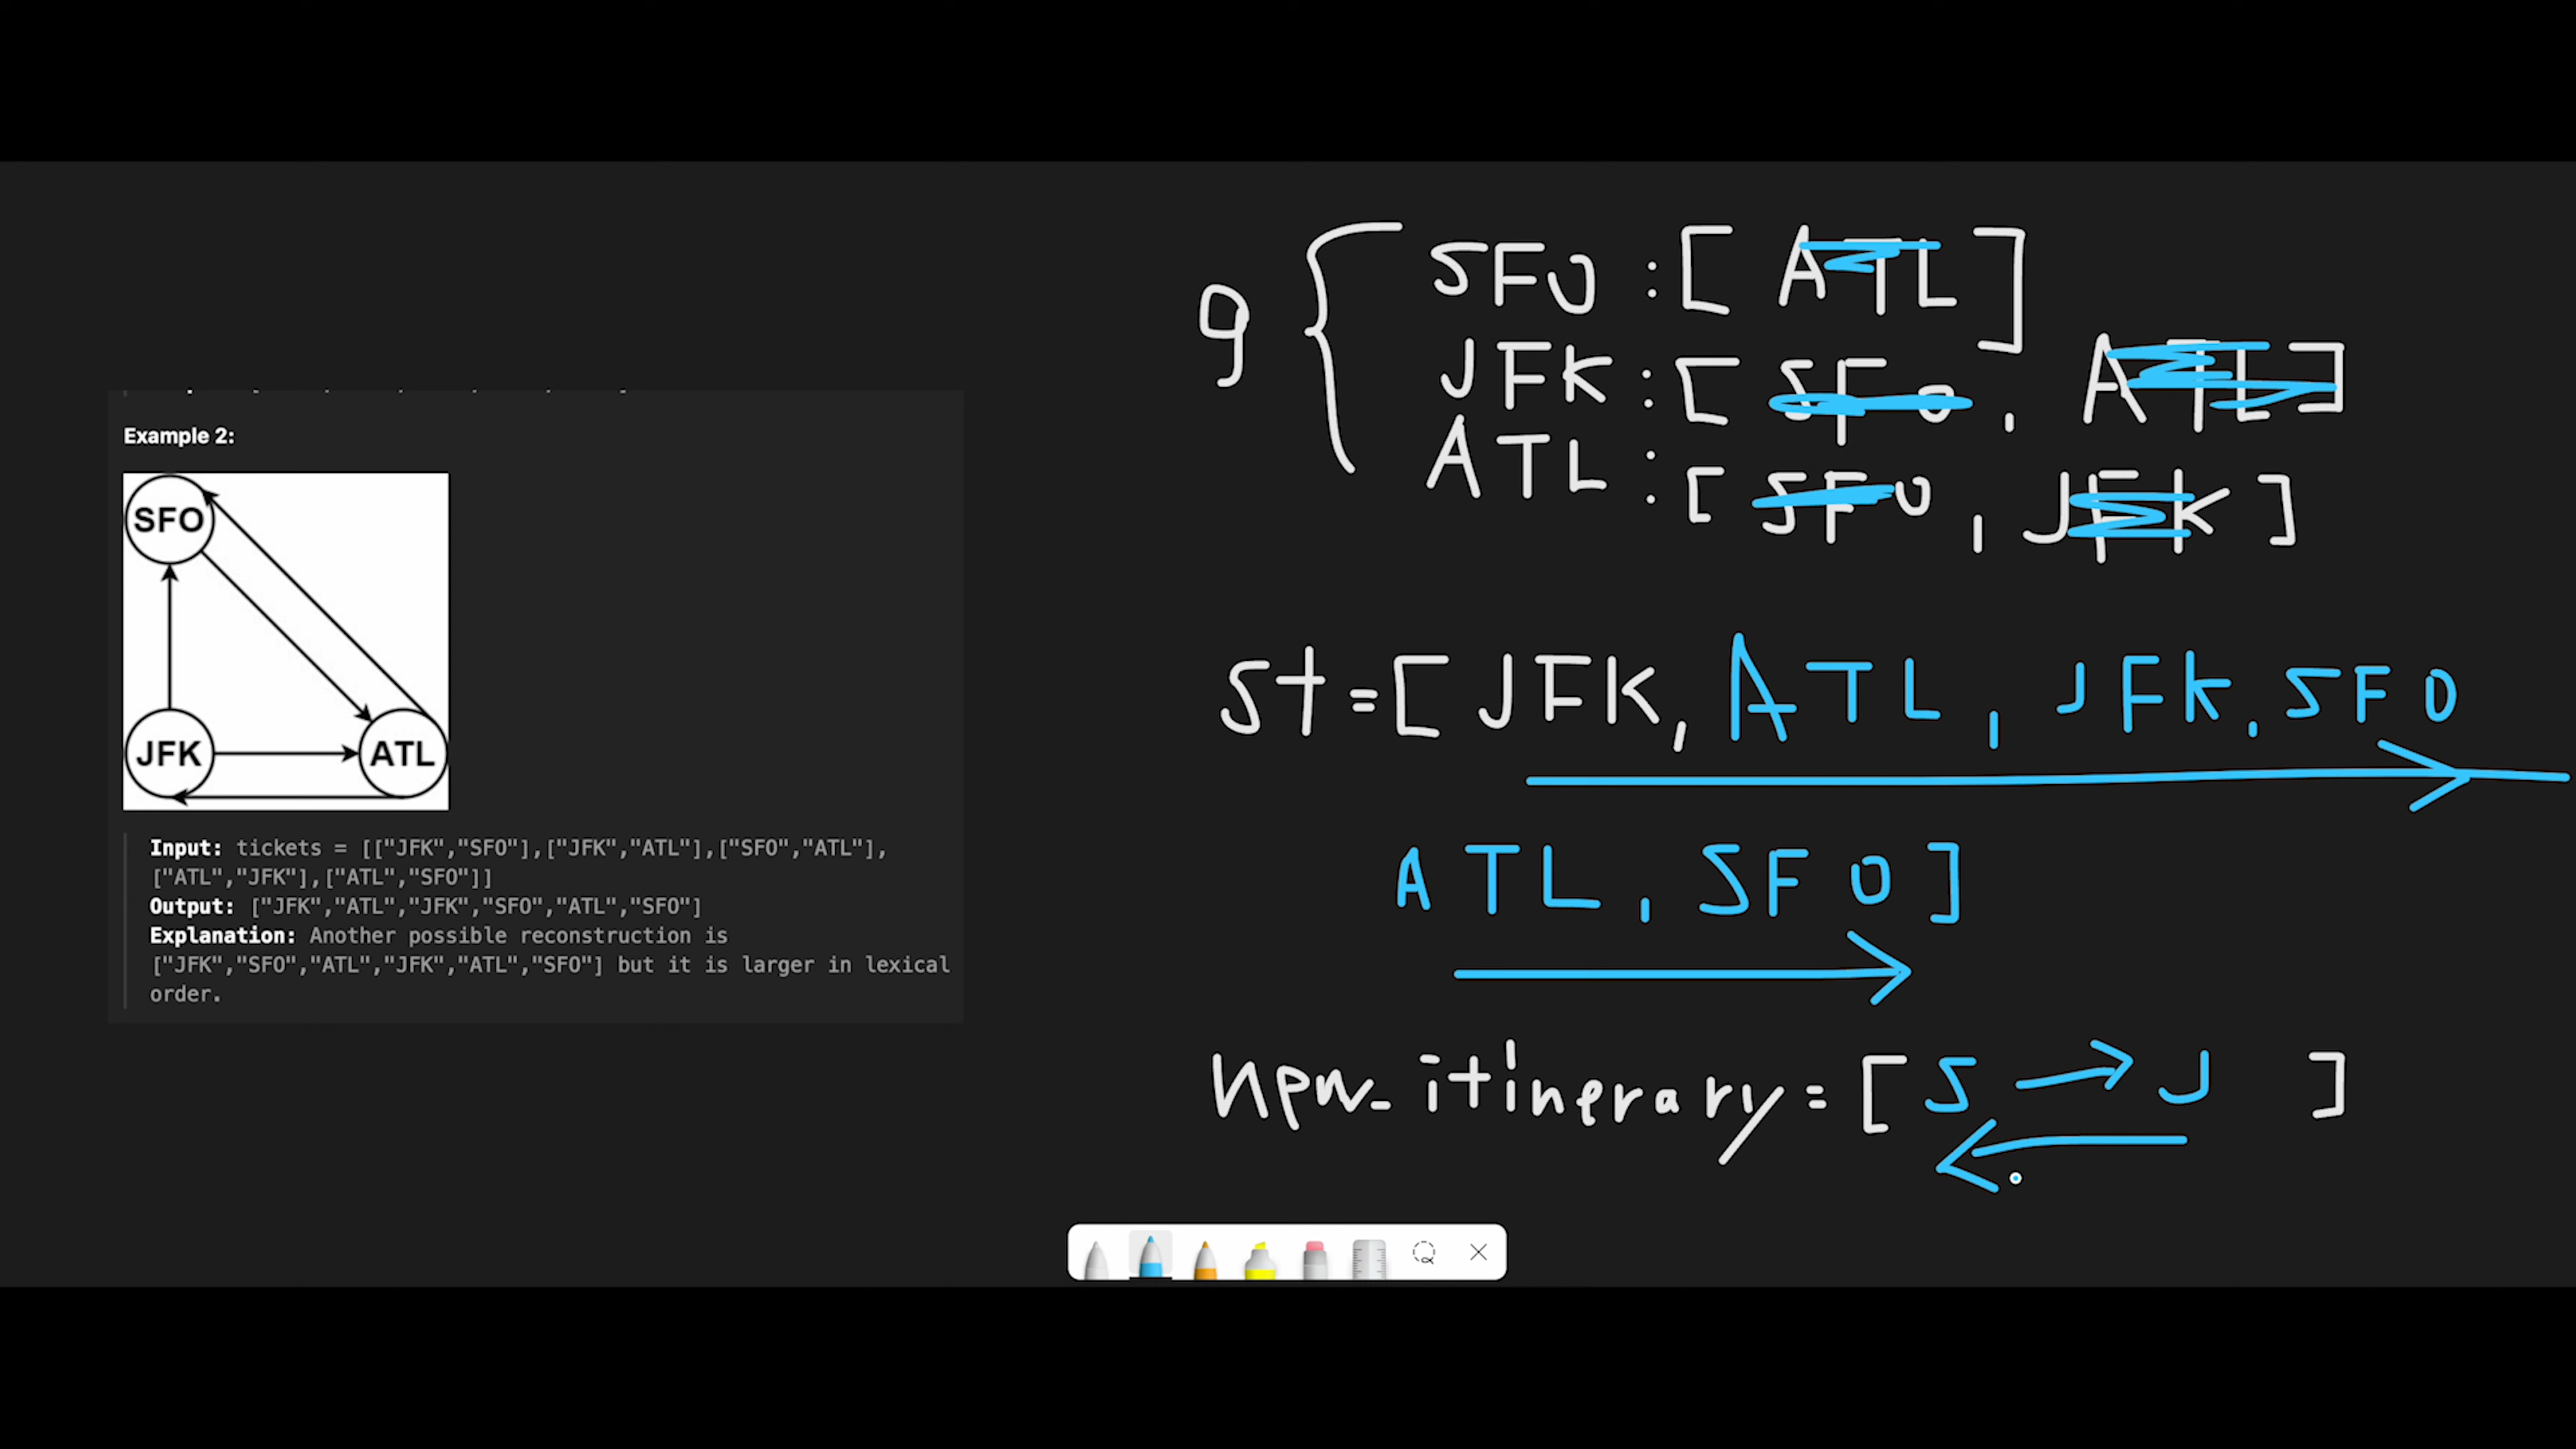 Example 2:
SFO
JFK
ATL
Input: tickets = [["JFK","SFO"],["JFK","ATL"],["SFO","ATL"],
["ATL","JFK"],["ATL","SFO"]]
Output: ["JFK","ATL","JFK","SFO","ATL","SFO"]
Explanation: Another possible reconstruction is
["JFK","SFO","ATL","JFK","ATL","SFO"] but it is larger in lexical
order.
g { SFO : [ ATL ]
JFK : [ SFO , ATL ]
ATL : [ SFO , JFK ]
st = [ JFK, ATL, JFK, SFO
ATL, SFO ]
new_itinerary = [ S → J ]